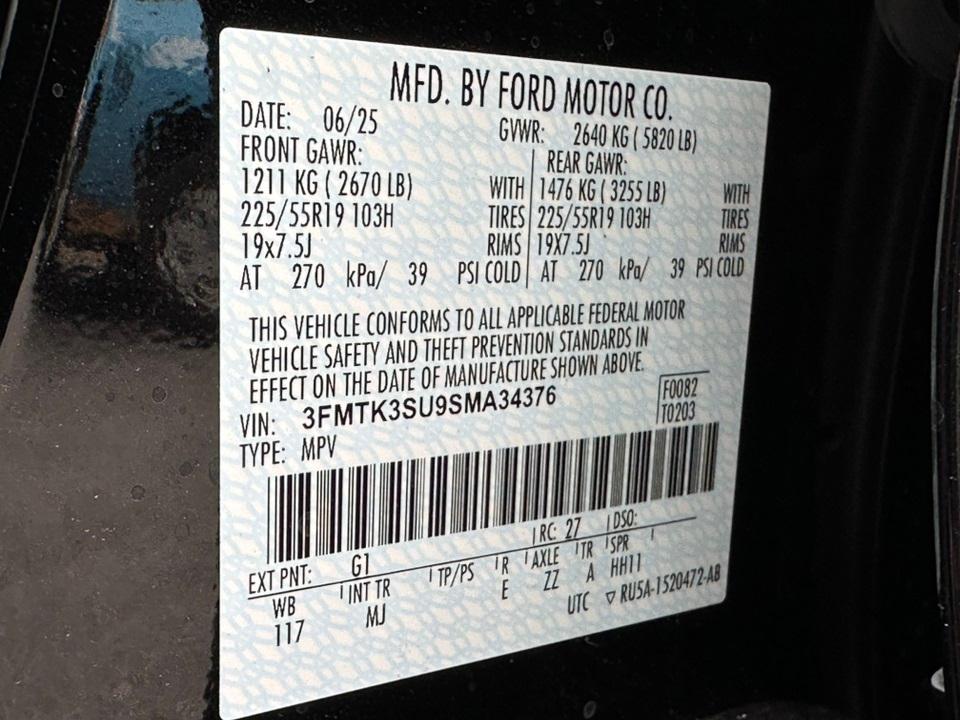 MFD. BY FORD MOTOR CO.
DATE: 06/25 GVWR: 2640 KG ( 5820 LB)
FRONT GAWR: REAR GAWR:
1211 KG ( 2670 LB) WITH 1476 KG ( 3255 LB) WITH
225/55R19 103H TIRES 225/55R19 103H TIRES
19x7.5J RIMS 19X7.5J RIMS
AT 270 kPa/ 39 PSI COLD AT 270 kPa/ 39 PSI COLD
THIS VEHICLE CONFORMS TO ALL APPLICABLE FEDERAL MOTOR
VEHICLE SAFETY AND THEFT PREVENTION STANDARDS IN
EFFECT ON THE DATE OF MANUFACTURE SHOWN ABOVE.
VIN: 3FMTK3SU9SMA34376 F0082
TYPE: MPV T0203
EXT PNT: G1 RC: 27 DSO:
WB INT TR TP/PS R AXLE TR SPR
117 MJ E ZZ A HH11
UTC ▽ RU5A-1520472-AB